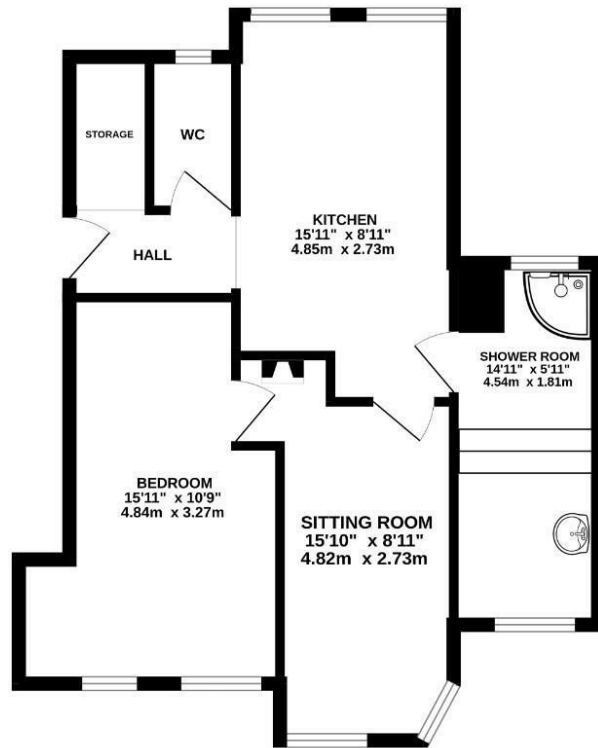 STORAGE
WC
HALL
KITCHEN
15'11" x 8'11"
4.85m x 2.73m
SHOWER ROOM
14'11" x 5'11"
4.54m x 1.81m
BEDROOM
15'11" x 10'9"
4.84m x 3.27m
SITTING ROOM
15'10" x 8'11"
4.82m x 2.73m